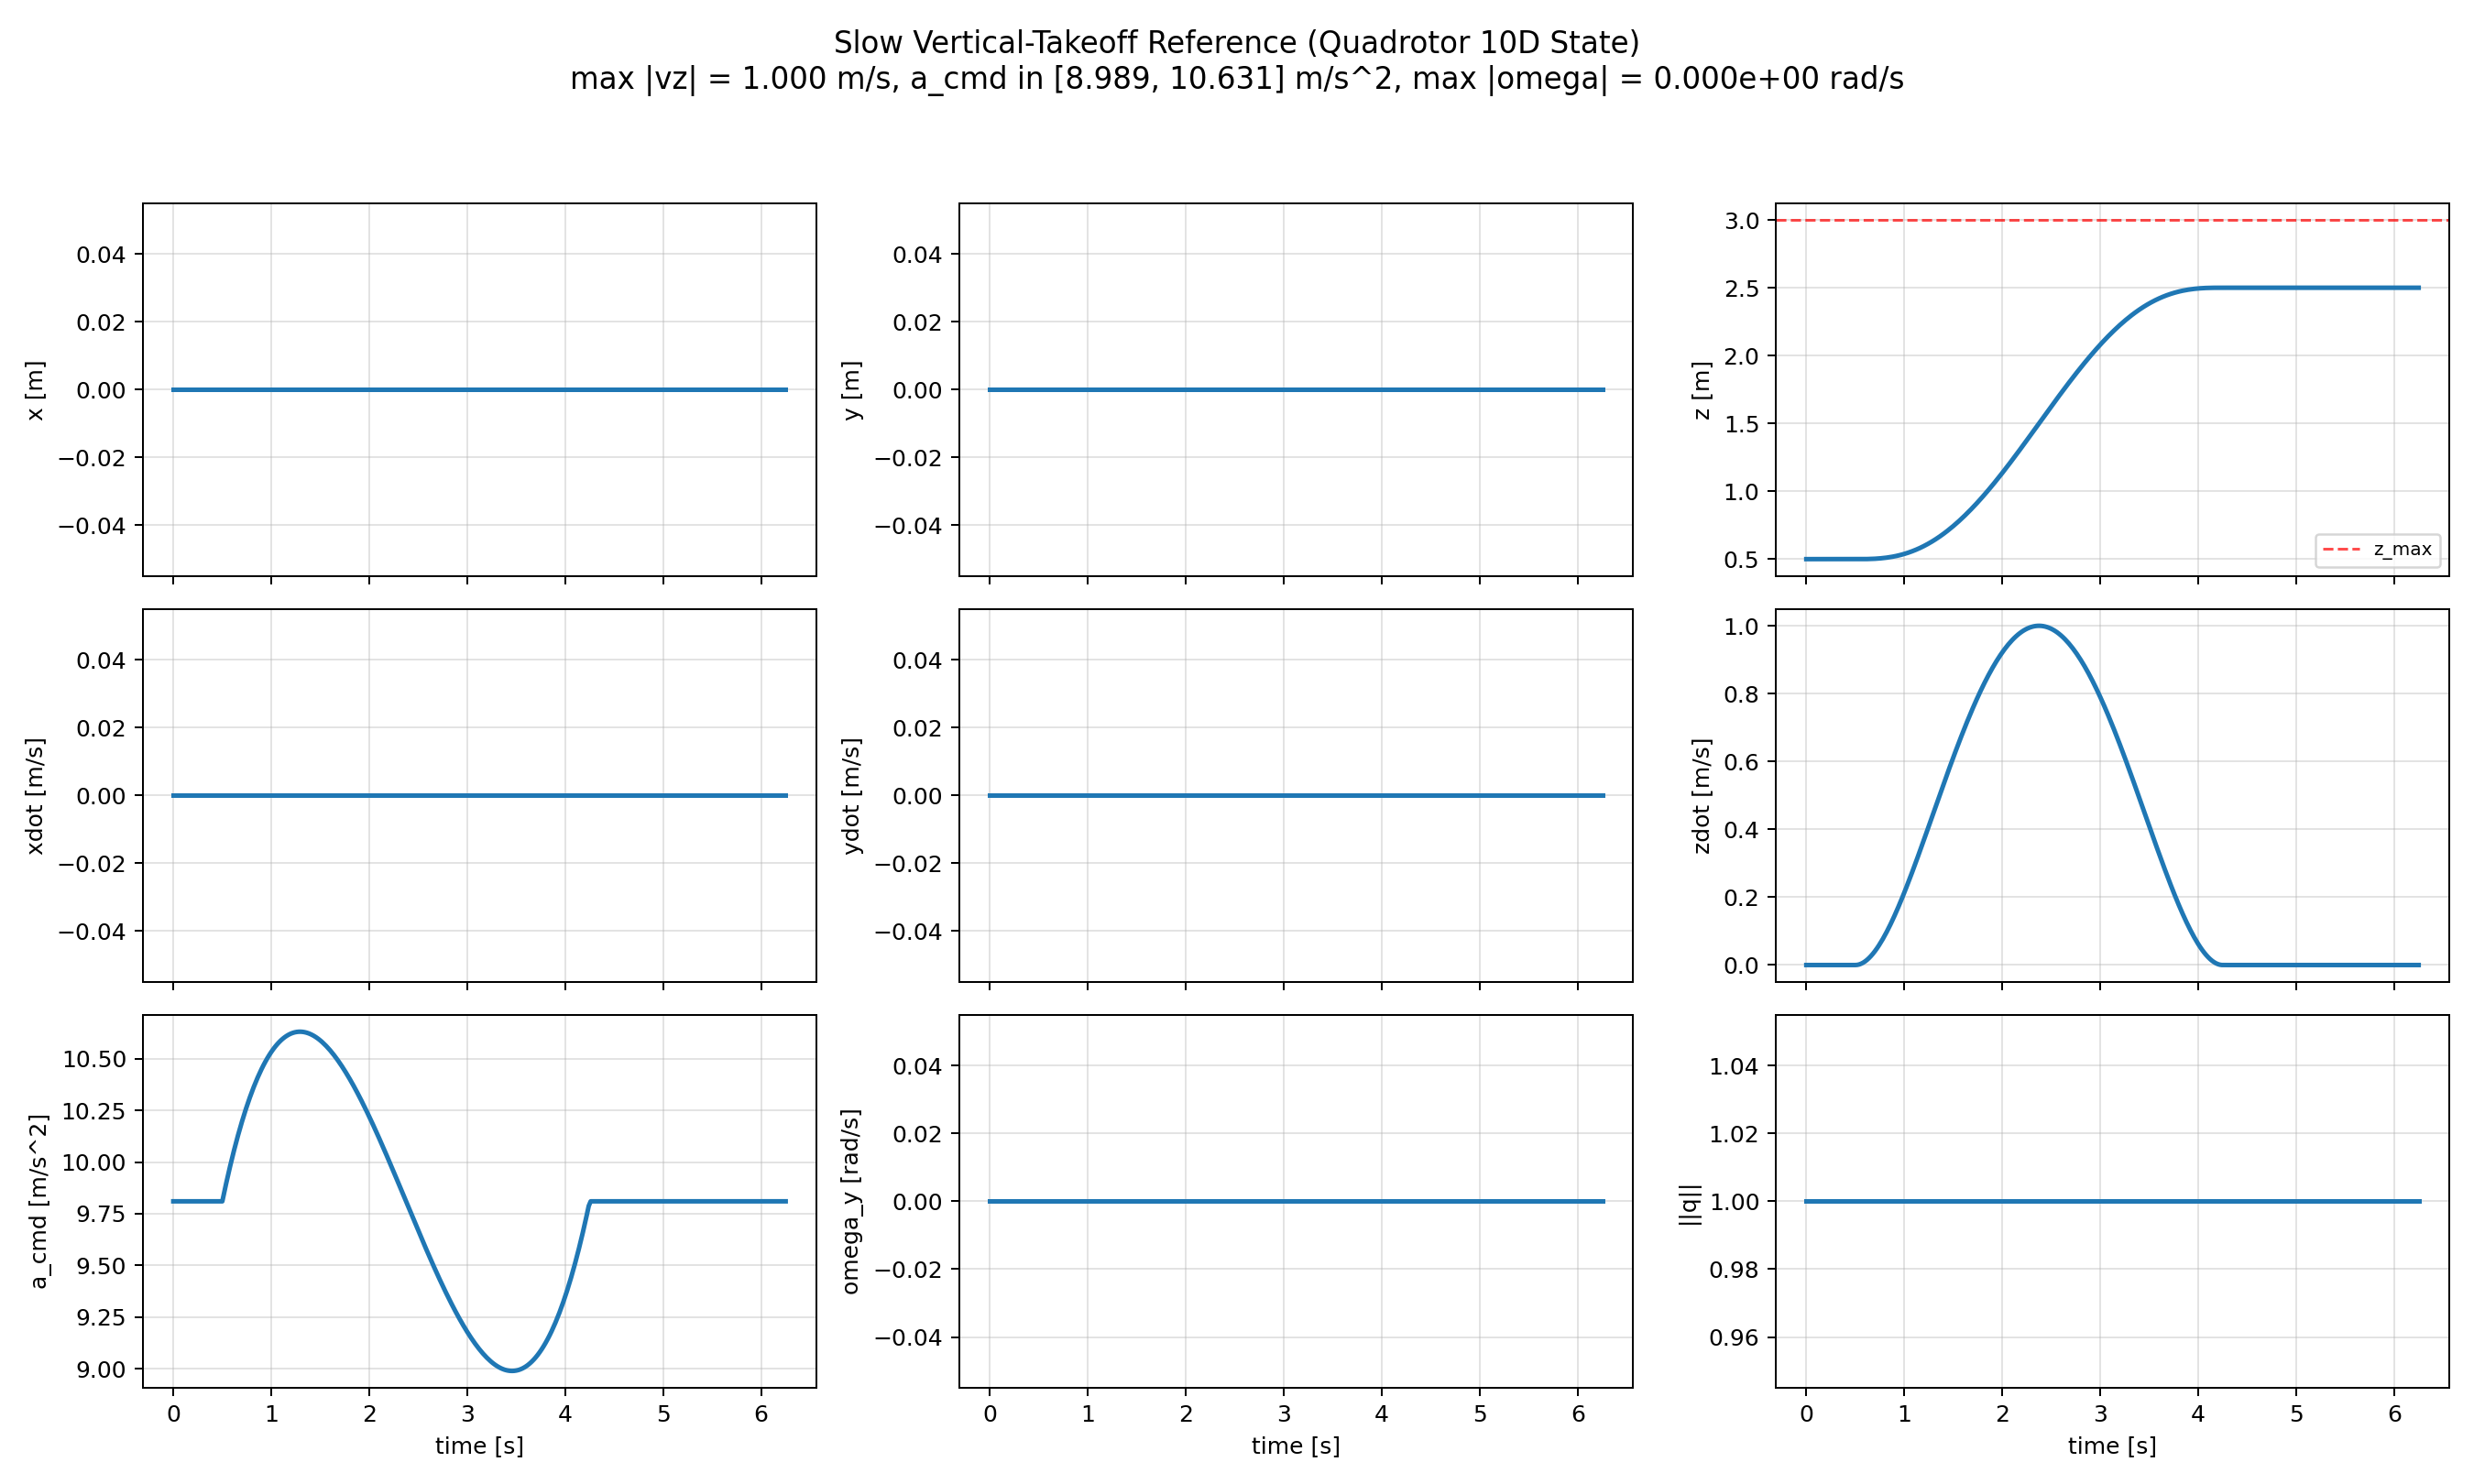 Slow Vertical-Takeoff Reference (Quadrotor 10D State)
max |vz| = 1.000 m/s, a_cmd in [8.989, 10.631] m/s^2, max |omega| = 0.000e+00 rad/s
x [m]
0.04
0.02
0.00
−0.02
−0.04
y [m]
0.04
0.02
0.00
−0.02
−0.04
z [m]
3.0
2.5
2.0
1.5
1.0
0.5
z_max
xdot [m/s]
0.04
0.02
0.00
−0.02
−0.04
ydot [m/s]
0.04
0.02
0.00
−0.02
−0.04
zdot [m/s]
1.0
0.8
0.6
0.4
0.2
0.0
a_cmd [m/s^2]
10.50
10.25
10.00
9.75
9.50
9.25
9.00
0 1 2 3 4 5 6
time [s]
omega_y [rad/s]
0.04
0.02
0.00
−0.02
−0.04
0 1 2 3 4 5 6
time [s]
||q||
1.04
1.02
1.00
0.98
0.96
0 1 2 3 4 5 6
time [s]